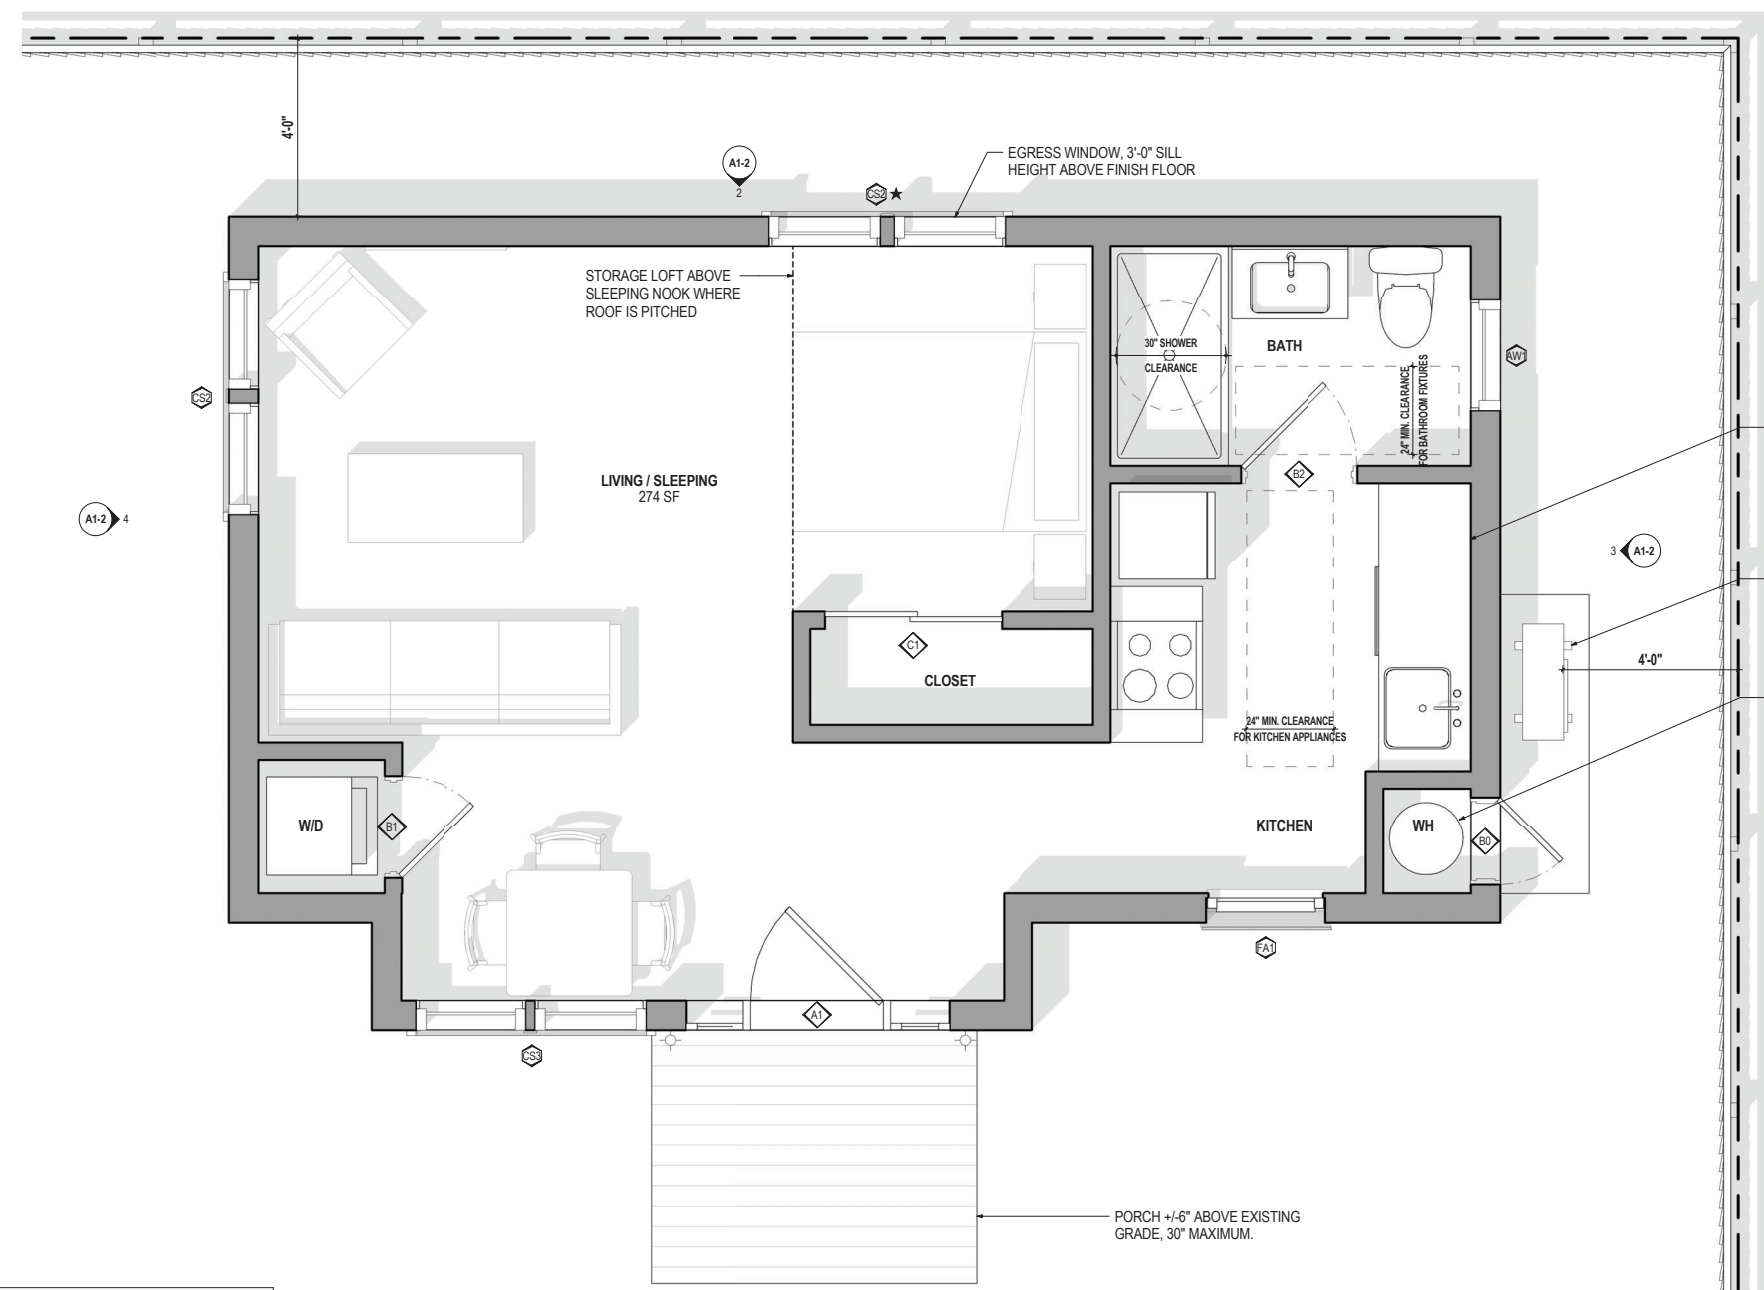 4'-0"
A1-2
2
CS2 ★
EGRESS WINDOW, 3'-0" SILL
HEIGHT ABOVE FINISH FLOOR
STORAGE LOFT ABOVE
SLEEPING NOOK WHERE
ROOF IS PITCHED
30" SHOWER
CLEARANCE
BATH
24" MIN. CLEARANCE
FOR BATHROOM FIXTURES
AW1
CS2
LIVING / SLEEPING
274 SF
B2
A1-2
4
3
A1-2
C1
CLOSET
4'-0"
24" MIN. CLEARANCE
FOR KITCHEN APPLIANCES
W/D
B1
KITCHEN
WH
B0
FA1
A1
CS3
PORCH +/-6" ABOVE EXISTING
GRADE, 30" MAXIMUM.